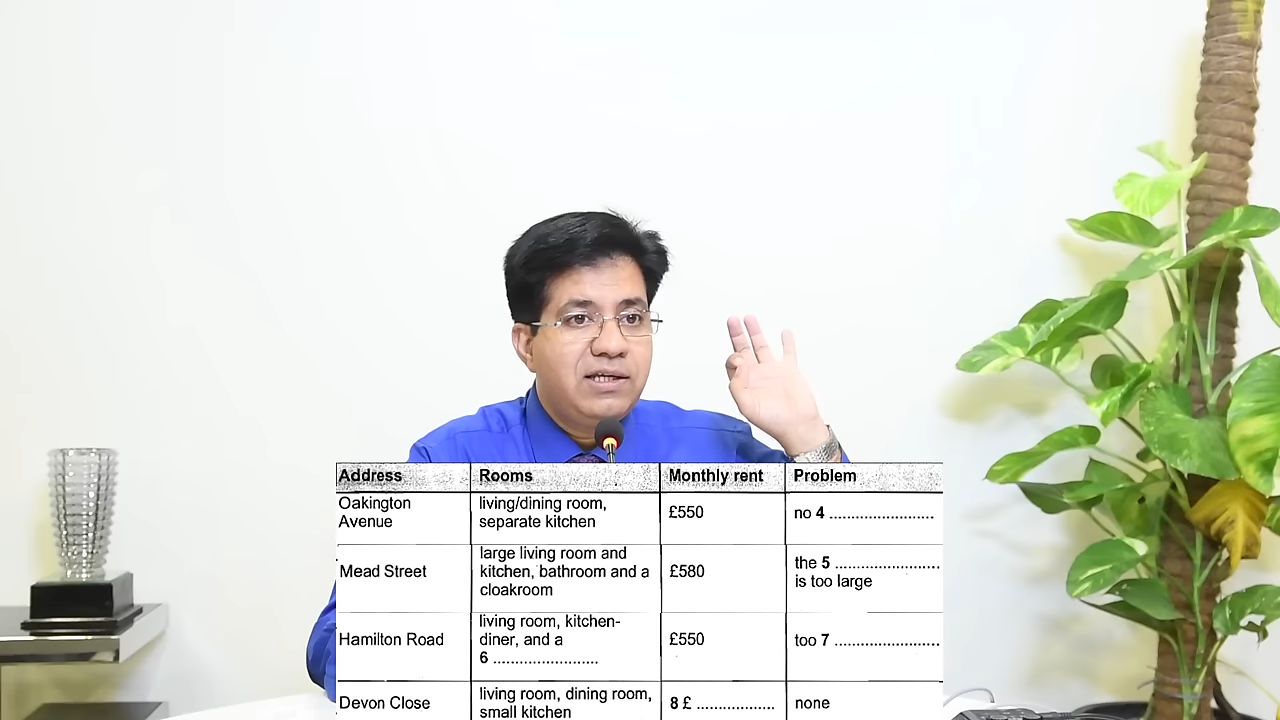 Address Rooms Monthly rent Problem
Oakington
Avenue
living/dining room,
separate kitchen
£550
no 4 ........................
Mead Street
large living room and
kitchen, bathroom and a
cloakroom
£580
the 5 ........................
is too large
Hamilton Road
living room, kitchen-
diner, and a
6 ........................
£550
too 7 ........................
Devon Close
living room, dining room,
small kitchen
8 £ ..................
none